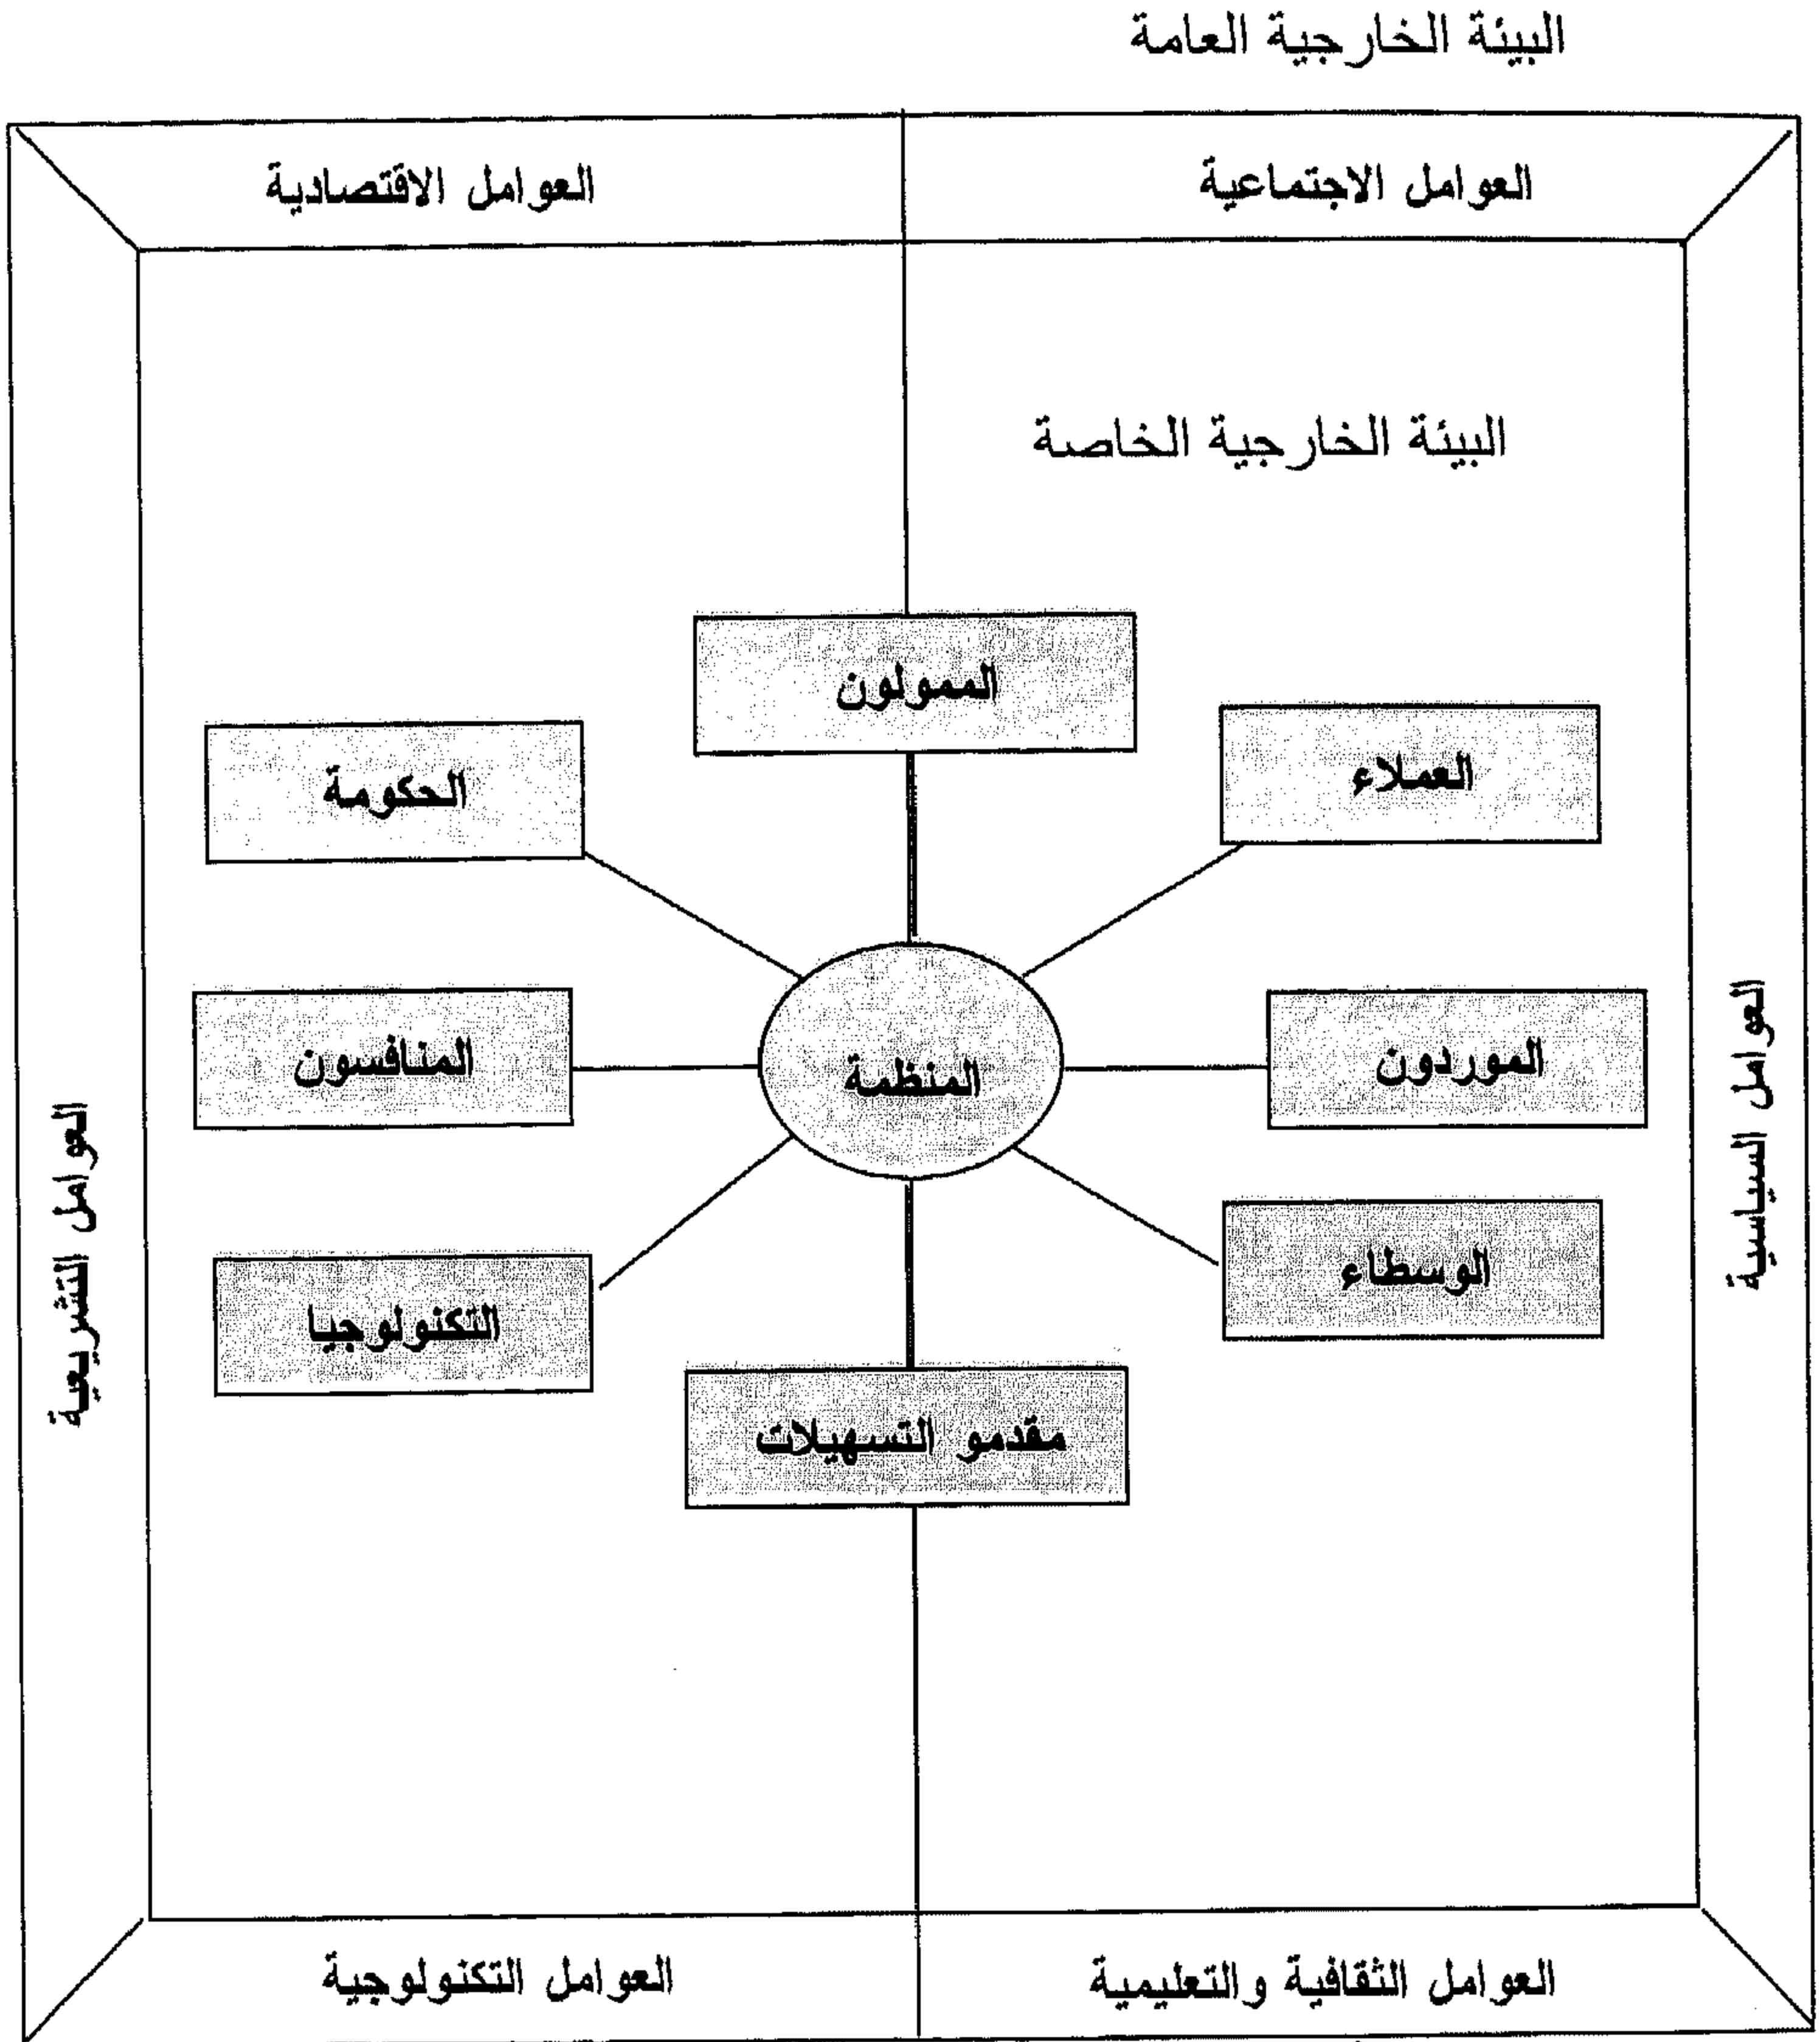 البيئة الخارجية العامة
العوامل الاجتماعية
العوامل الاقتصادية
البيئة الخارجية الخاصة
الممولون
العملاء
الحكومة
الموردون
المنظمة
المنافسون
العوامل السياسية
العوامل التشريعية
الوسطاء
التكنولوجيا
مقدمو التسهيلات
العوامل الثقافية والتعليمية
العوامل التكنولوجية